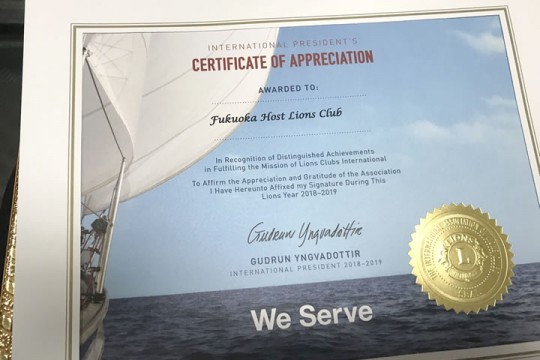 INTERNATIONAL PRESIDENT'S
CERTIFICATE OF APPRECIATION
AWARDED TO:
Fukuoka Host Lions Club
In Recognition of Distinguished Achievements
in Fulfilling the Mission of Lions Clubs International
To Affirm the Appreciation and Gratitude of the Association
I Have Hereunto Affixed my Signature During This
Lions Year 2018-2019
Gudrun Yngvadottir
GUDRUN YNGVADOTTIR
INTERNATIONAL PRESIDENT 2018-2019
We Serve
LIONS
L